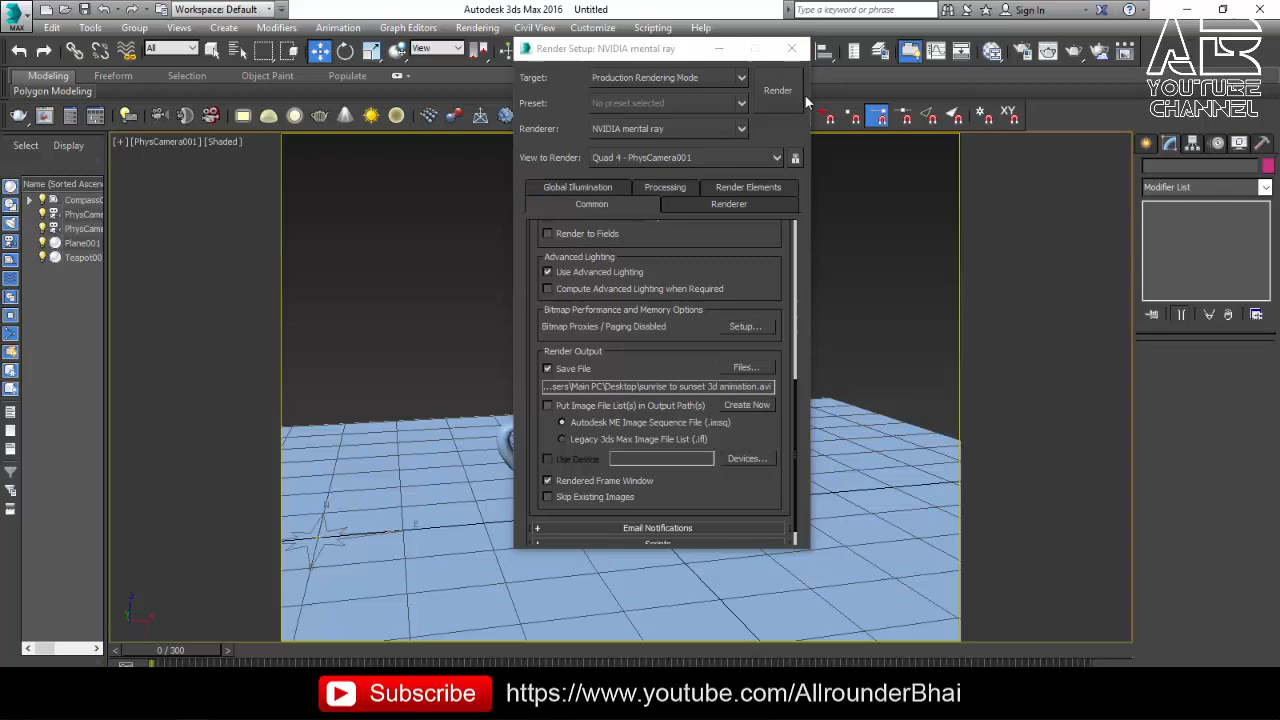 Workspace: Default
Autodesk 3ds Max 2016 Untitled
Type a keyword or phrase
Sign In
MAX
Edit Tools Group Views Create Modifiers Animation Graph Editors Rendering Civil View Customize Scripting Help
All
View
Modeling Freeform Selection Object Paint Populate
Polygon Modeling
XY
Select Display
[+] [PhysCamera001] [Shaded]
Name (Sorted Ascen
Compass0
PhysCame
PhysCame
Plane001
Teapot00
Render Setup: NVIDIA mental ray
Target: Production Rendering Mode
Render
Preset: No preset selected
Renderer: NVIDIA mental ray
View to Render: Quad 4 - PhysCamera001
Global Illumination Processing Render Elements
Common Renderer
Render to Fields
Advanced Lighting
Use Advanced Lighting
Compute Advanced Lighting when Required
Bitmap Performance and Memory Options
Bitmap Proxies / Paging Disabled Setup...
Render Output
Save File Files...
...sers\Main PC\Desktop\sunrise to sunset 3d animation.avi
Put Image File List(s) in Output Path(s) Create Now
Autodesk ME Image Sequence File (.imsq)
Legacy 3ds Max Image File List (.ifl)
Use Device Devices...
Rendered Frame Window
Skip Existing Images
+ Email Notifications
Modifier List
0 / 300
YOUTUBE
CHANNEL
Subscribe
https://www.youtube.com/AllrounderBhai